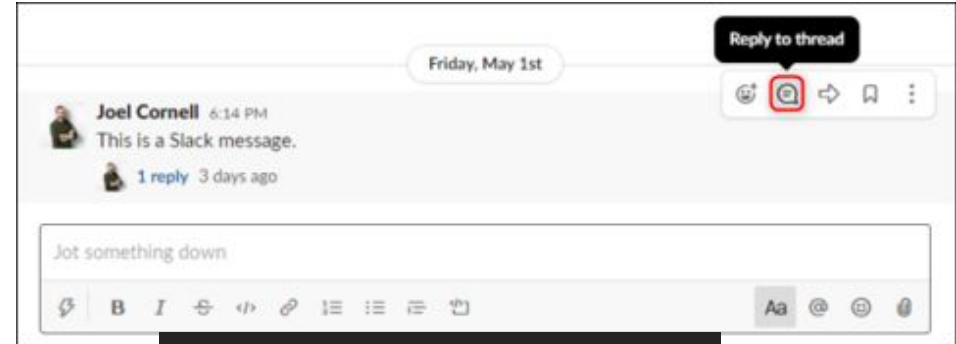 Reply to thread
Friday, May 1st
Joel Cornell 6:14 PM
This is a Slack message.
1 reply 3 days ago
Jot something down
B I S </> Aa @